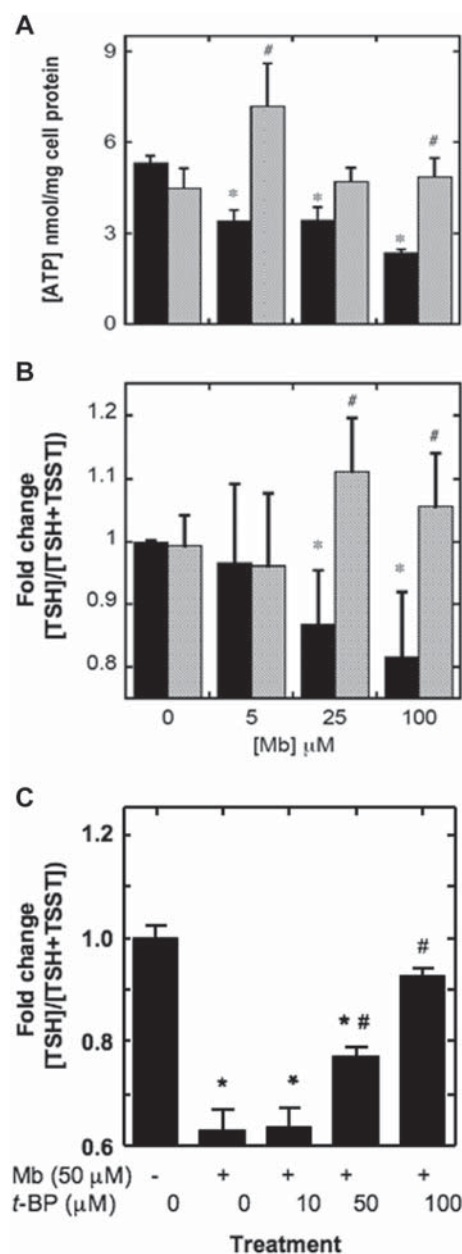 A
[ATP] nmol/mg cell protein
9
6
3
0
#
*
*
*
#
B
Fold change
[TSH]/[TSH+TSST])
1.2
1.1
1
0.9
0.8
#
#
*
*
0 5 25 100
[Mb] μM
C
Fold change
[TSH]/[TSH+TSST])
1.2
1.0
0.8
0.6
#
* #
* *
Mb (50 μM) - + + + +
t-BP (μM) 0 0 10 50 100
Treatment